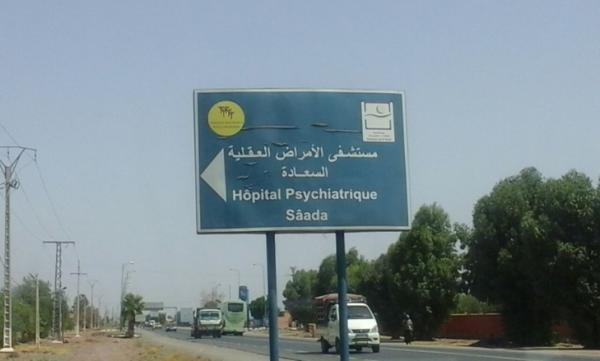 مستشفى الأمراض العقلية
السعادة
Hôpital Psychiatrique
Sâada